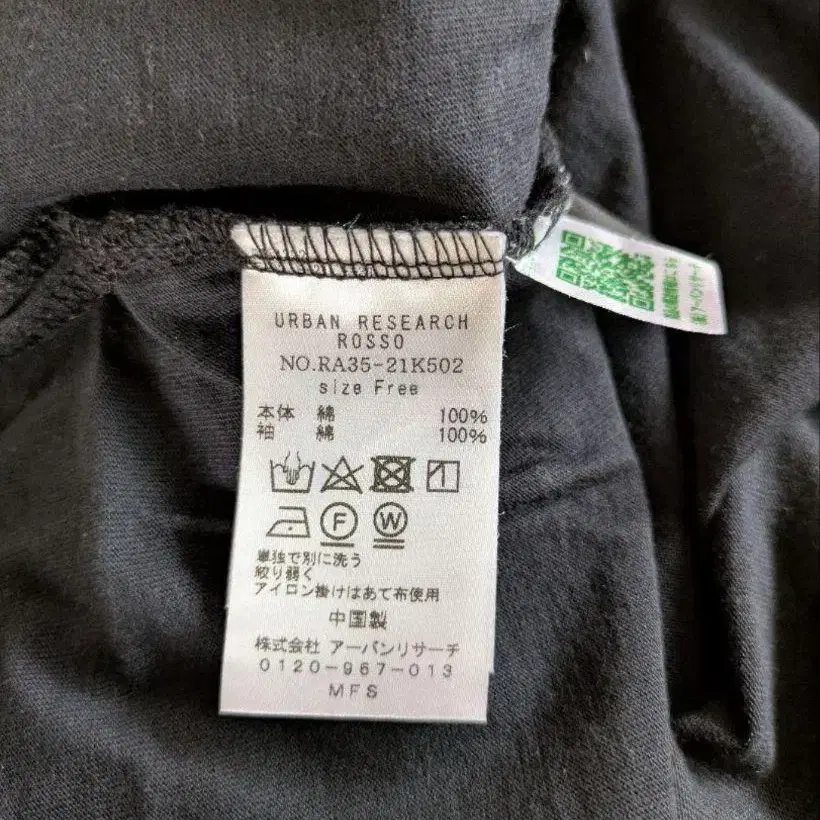 URBAN RESEARCH
ROSSO
NO.RA35-21K502
size Free
本体 綿 100%
袖 綿 100%
F W
単独で別に洗う
絞り弱く
アイロン掛けはあて布使用
中国製
株式会社 アーバンリサーチ
0120-967-013
MFS